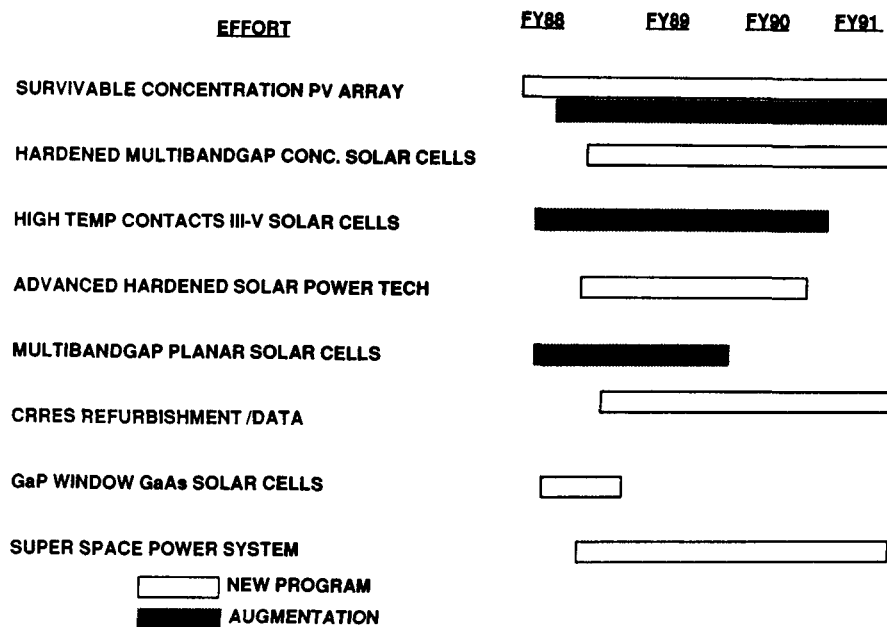 EFFORT FY88 FY89 FY90 FY91
SURVIVABLE CONCENTRATION PV ARRAY
HARDENED MULTIBANDGAP CONC. SOLAR CELLS
HIGH TEMP CONTACTS III-V SOLAR CELLS
ADVANCED HARDENED SOLAR POWER TECH
MULTIBANDGAP PLANAR SOLAR CELLS
CRRES REFURBISHMENT /DATA
GaP WINDOW GaAs SOLAR CELLS
SUPER SPACE POWER SYSTEM
NEW PROGRAM
AUGMENTATION